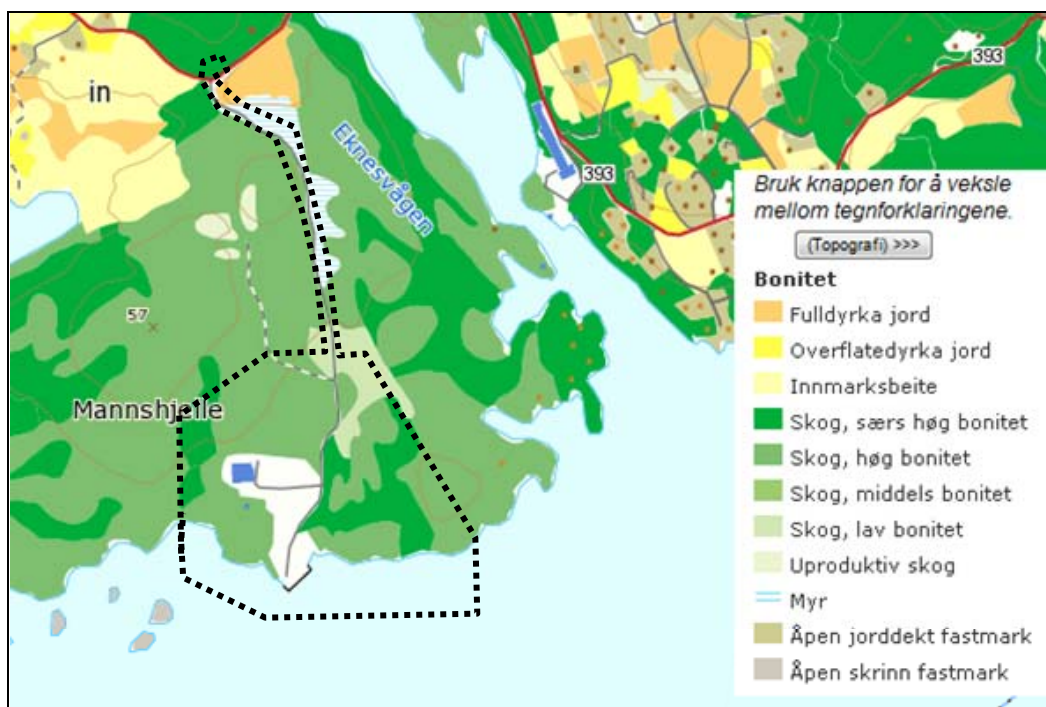 in
Eknesvågen
393
393
57
Mannshjelle
Bruk knappen for å veksle
mellom tegnforklaringene.
(Topografi) >>>
Bonitet
Fulldyrka jord
Overflatedyrka jord
Innmarksbeite
Skog, særs høg bonitet
Skog, høg bonitet
Skog, middels bonitet
Skog, lav bonitet
Uproduktiv skog
Myr
Åpen jorddekt fastmark
Åpen skrinn fastmark